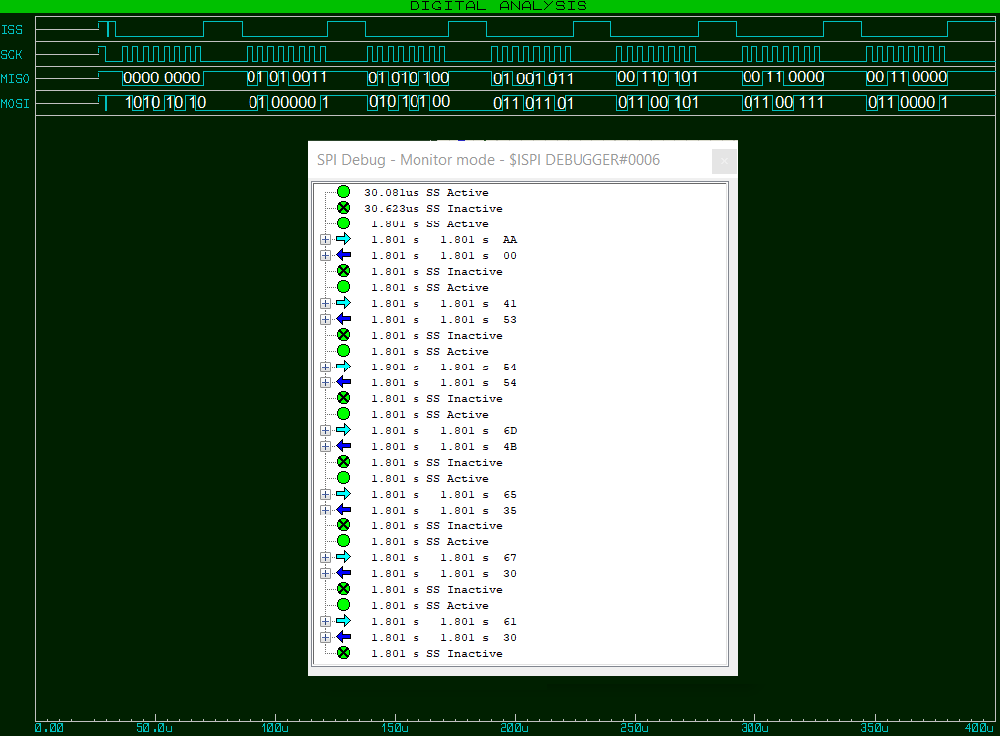 DIGITAL ANALYSIS
ISS
SCK
MISO 0000 0000 01 01 0011 01 010 100 01 001 011 00 110 101 00 11 0000 00 11 0000
MOSI 1010 10 10 01 00000 1 010 101 00 011 011 01 011 00 101 011 00 111 011 0000 1
SPI Debug - Monitor mode - $ISPI DEBUGGER#0006
30.081us SS Active
30.623us SS Inactive
1.801 s SS Active
1.801 s 1.801 s AA
1.801 s 1.801 s 00
1.801 s SS Inactive
1.801 s SS Active
1.801 s 1.801 s 41
1.801 s 1.801 s 53
1.801 s SS Inactive
1.801 s SS Active
1.801 s 1.801 s 54
1.801 s 1.801 s 54
1.801 s SS Inactive
1.801 s SS Active
1.801 s 1.801 s 6D
1.801 s 1.801 s 4B
1.801 s SS Inactive
1.801 s SS Active
1.801 s 1.801 s 65
1.801 s 1.801 s 35
1.801 s SS Inactive
1.801 s SS Active
1.801 s 1.801 s 67
1.801 s 1.801 s 30
1.801 s SS Inactive
1.801 s SS Active
1.801 s 1.801 s 61
1.801 s 1.801 s 30
1.801 s SS Inactive
0.00 50.0u 100u 150u 200u 250u 300u 350u 400u